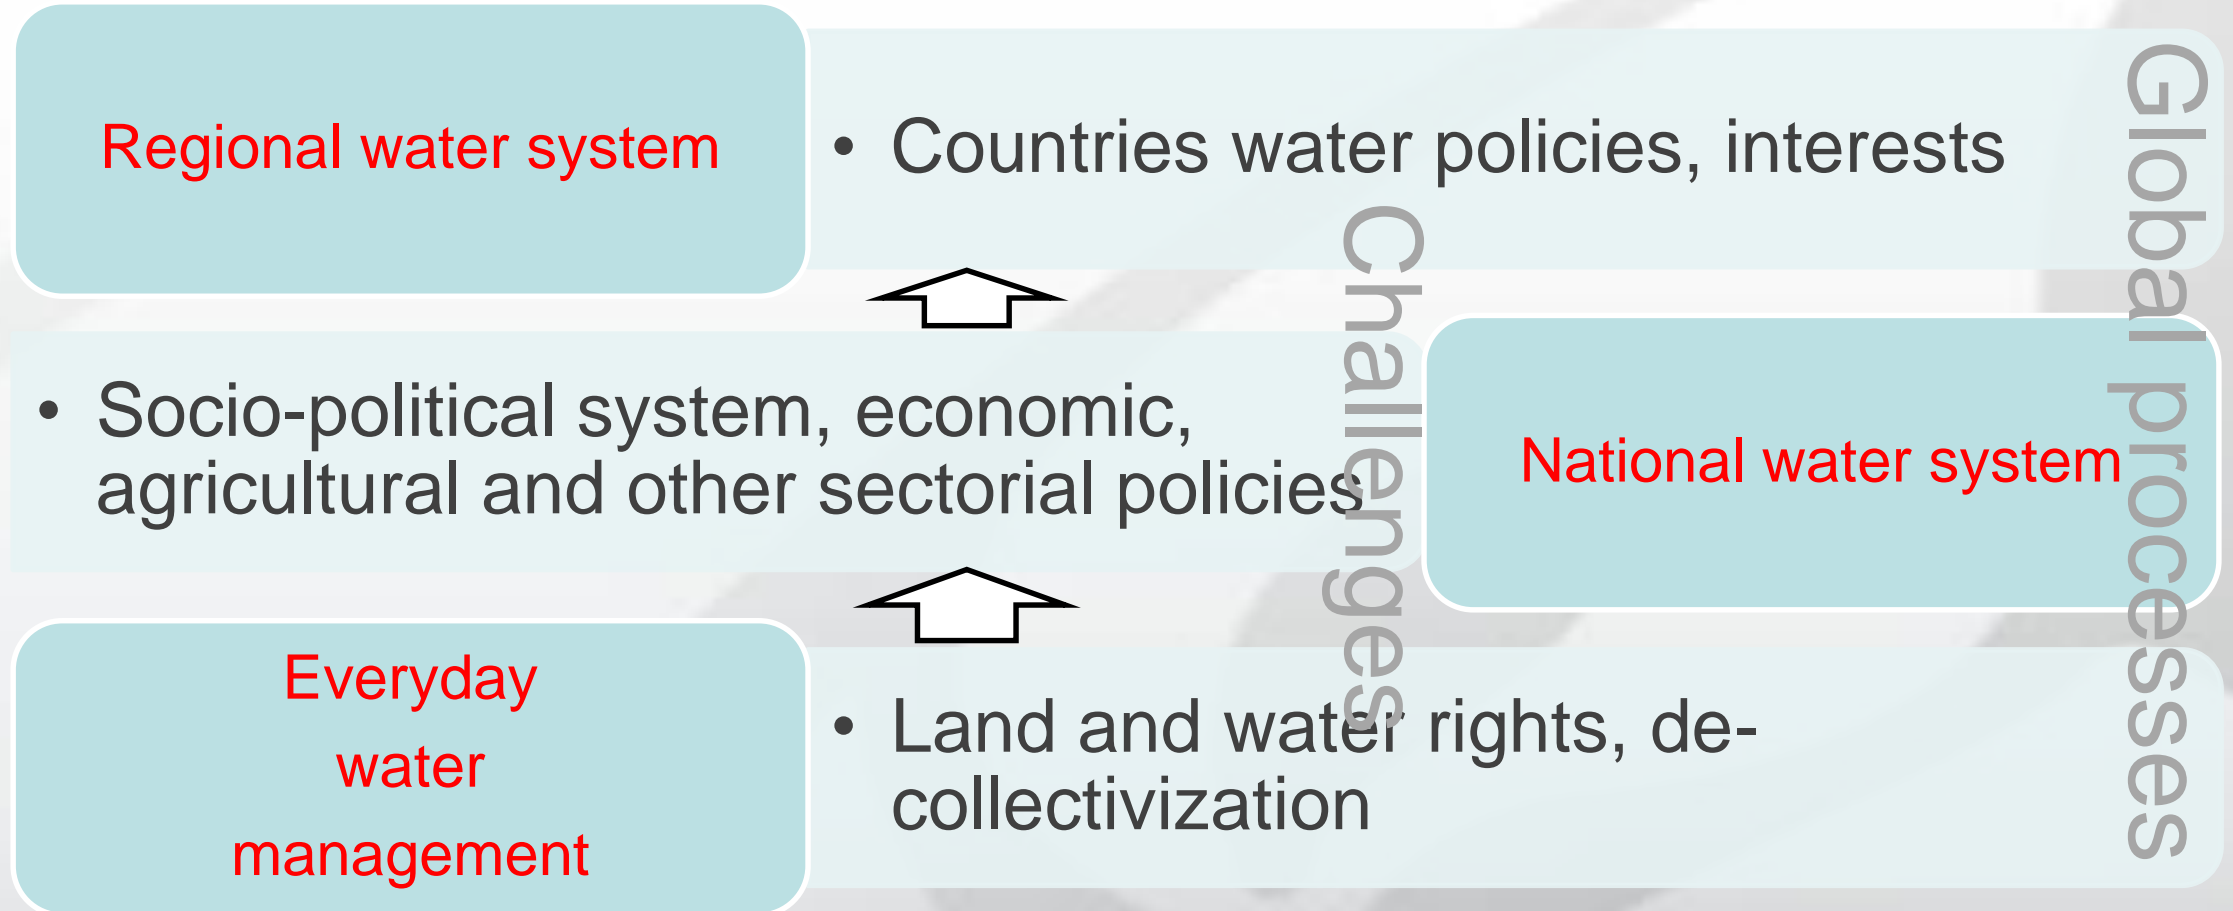 Regional water system
• Countries water policies, interests
• Socio-political system, economic,
agricultural and other sectorial policies
National water system
Everyday
water
management
• Land and water rights, de-
collectivization
Challenges
Global processes